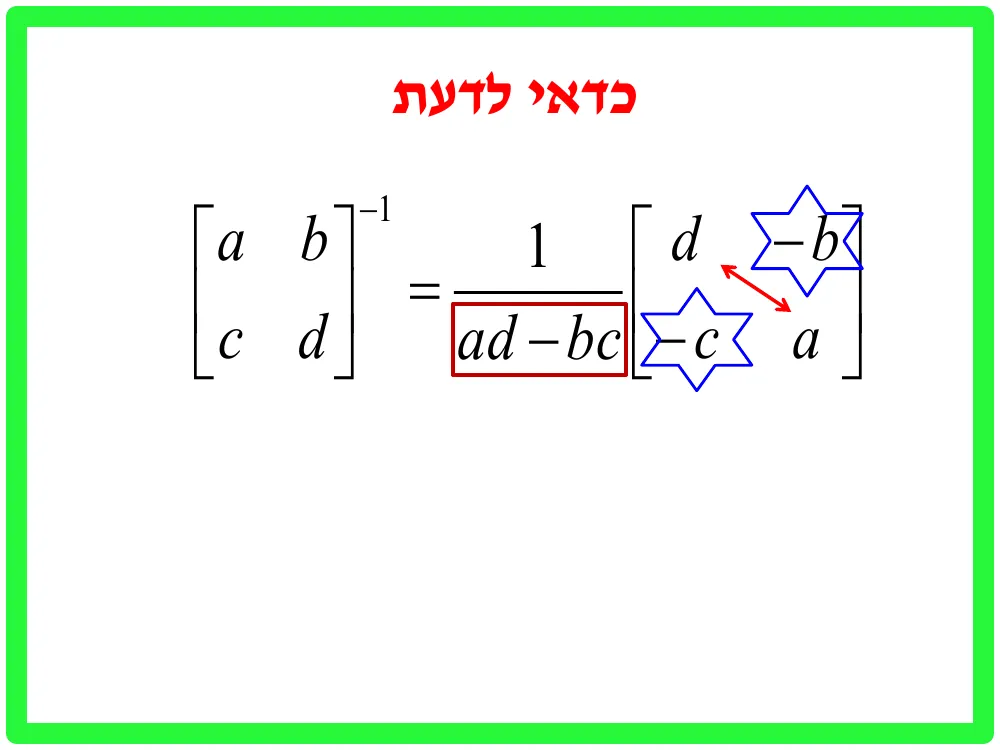 כדאי לדעת
[a b; c d]^{-1} = 1/(ad − bc) [d −b; −c a]